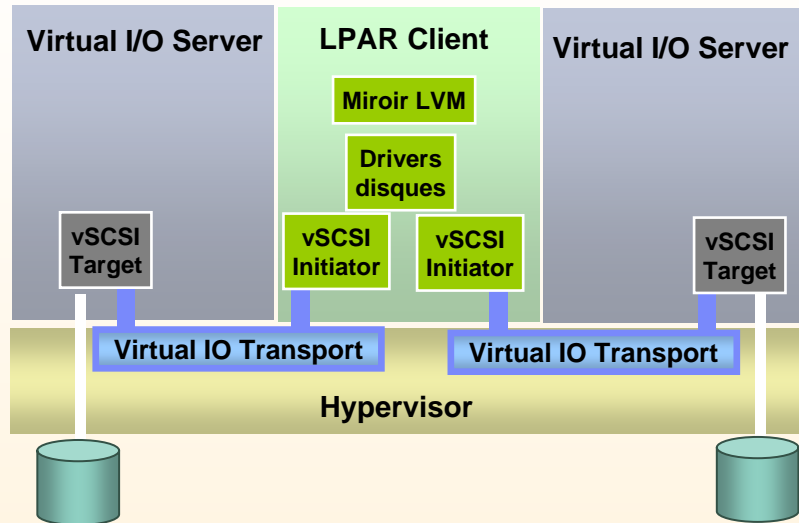 Virtual I/O Server
LPAR Client
Virtual I/O Server
Miroir LVM
Drivers
disques
vSCSI
Target
vSCSI
Initiator
vSCSI
Initiator
vSCSI
Target
Virtual IO Transport
Virtual IO Transport
Hypervisor